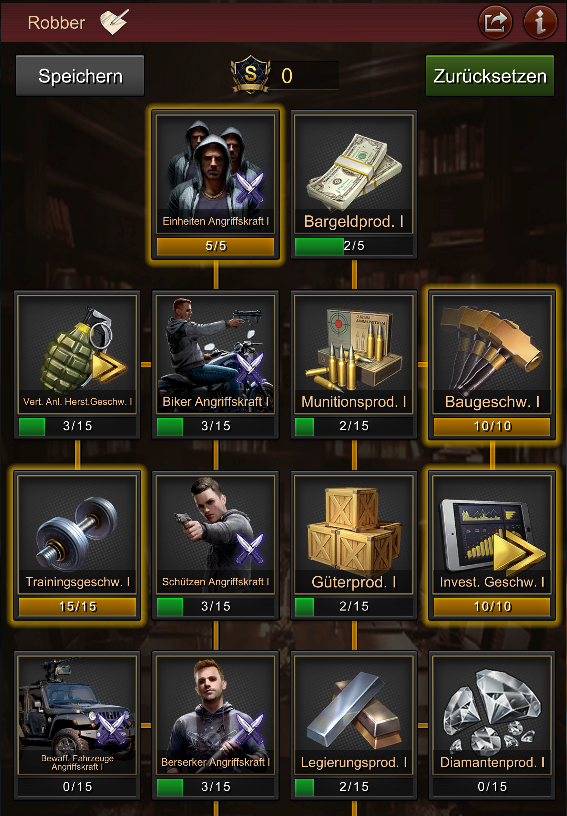 Robber
Speichern
S
0
Zurücksetzen
Einheiten Angriffskraft I
5/5
Bargeldprod. I
2/5
Vert. Anl. Herst.Geschw. I
3/15
Biker Angriffskraft I
3/15
Munitionsprod. I
2/15
Baugeschw. I
10/10
Trainingsgeschw. I
15/15
Schützen Angriffskraft I
3/15
Güterprod. I
2/15
Invest. Geschw. I
10/10
Bewaff. Fahrzeuge
Angriffskraft I
0/15
Berserker Angriffskraft I
3/15
Legierungsprod. I
2/15
Diamantenprod. I
0/15